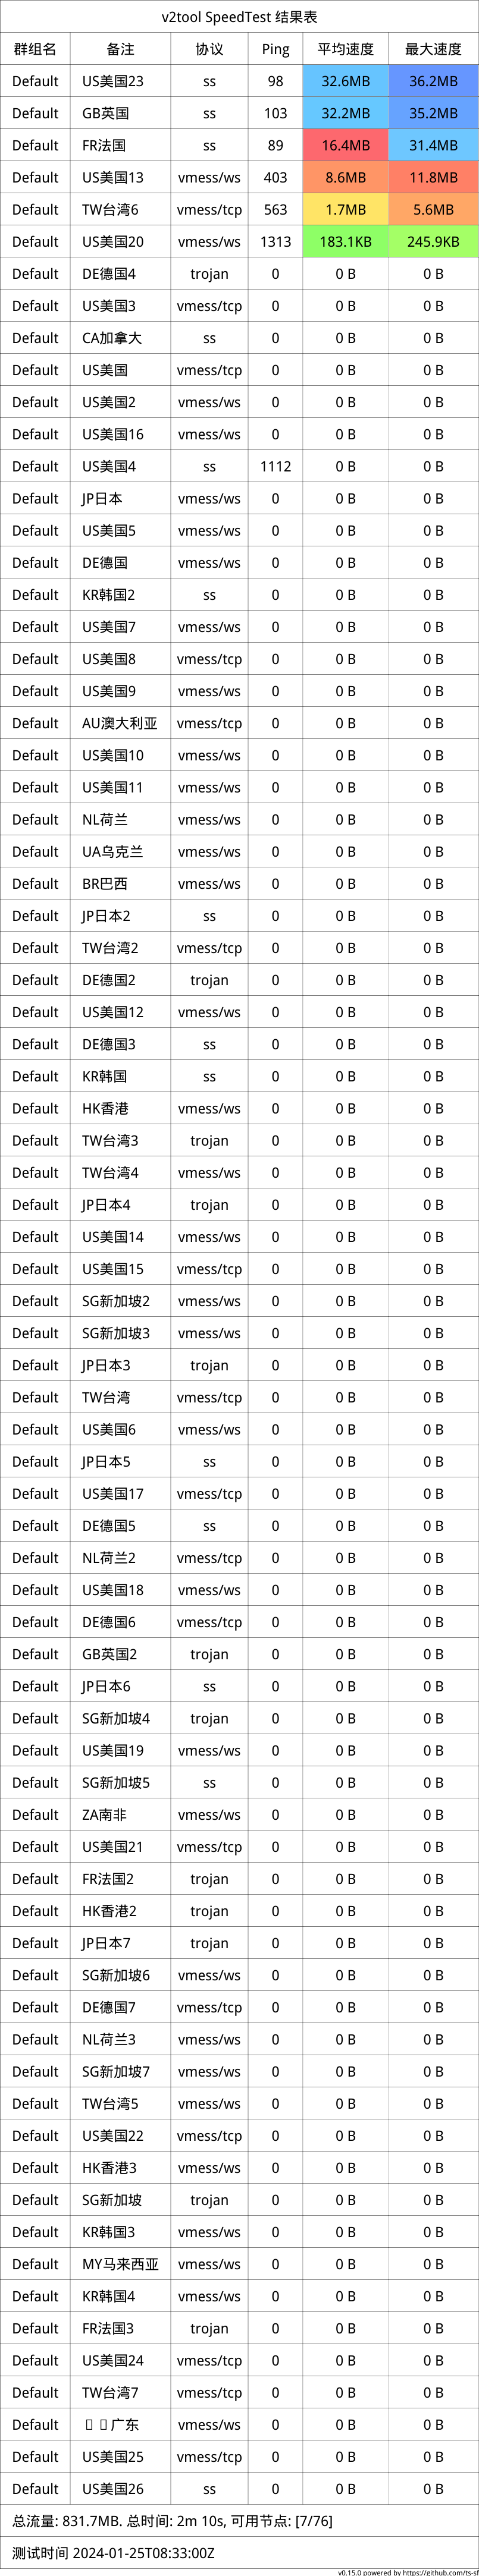 v2tool SpeedTest 结果表
群组名 备注 协议 Ping 平均速度 最大速度
Default US美国23 ss 98 32.6MB 36.2MB
Default GB英国 ss 103 32.2MB 35.2MB
Default FR法国 ss 89 16.4MB 31.4MB
Default US美国13 vmess/ws 403 8.6MB 11.8MB
Default TW台湾6 vmess/tcp 563 1.7MB 5.6MB
Default US美国20 vmess/ws 1313 183.1KB 245.9KB
Default DE德国4 trojan 0 0 B 0 B
Default US美国3 vmess/tcp 0 0 B 0 B
Default CA加拿大 ss 0 0 B 0 B
Default US美国 vmess/tcp 0 0 B 0 B
Default US美国2 vmess/ws 0 0 B 0 B
Default US美国16 vmess/ws 0 0 B 0 B
Default US美国4 ss 1112 0 B 0 B
Default JP日本 vmess/ws 0 0 B 0 B
Default US美国5 vmess/ws 0 0 B 0 B
Default DE德国 vmess/ws 0 0 B 0 B
Default KR韩国2 ss 0 0 B 0 B
Default US美国7 vmess/ws 0 0 B 0 B
Default US美国8 vmess/tcp 0 0 B 0 B
Default US美国9 vmess/ws 0 0 B 0 B
Default AU澳大利亚 vmess/tcp 0 0 B 0 B
Default US美国10 vmess/ws 0 0 B 0 B
Default US美国11 vmess/ws 0 0 B 0 B
Default NL荷兰 vmess/ws 0 0 B 0 B
Default UA乌克兰 vmess/ws 0 0 B 0 B
Default BR巴西 vmess/ws 0 0 B 0 B
Default JP日本2 ss 0 0 B 0 B
Default TW台湾2 vmess/tcp 0 0 B 0 B
Default DE德国2 trojan 0 0 B 0 B
Default US美国12 vmess/ws 0 0 B 0 B
Default DE德国3 ss 0 0 B 0 B
Default KR韩国 ss 0 0 B 0 B
Default HK香港 vmess/ws 0 0 B 0 B
Default TW台湾3 trojan 0 0 B 0 B
Default TW台湾4 vmess/ws 0 0 B 0 B
Default JP日本4 trojan 0 0 B 0 B
Default US美国14 vmess/ws 0 0 B 0 B
Default US美国15 vmess/tcp 0 0 B 0 B
Default SG新加坡2 vmess/ws 0 0 B 0 B
Default SG新加坡3 vmess/ws 0 0 B 0 B
Default JP日本3 trojan 0 0 B 0 B
Default TW台湾 vmess/tcp 0 0 B 0 B
Default US美国6 vmess/ws 0 0 B 0 B
Default JP日本5 ss 0 0 B 0 B
Default US美国17 vmess/tcp 0 0 B 0 B
Default DE德国5 ss 0 0 B 0 B
Default NL荷兰2 vmess/tcp 0 0 B 0 B
Default US美国18 vmess/ws 0 0 B 0 B
Default DE德国6 vmess/tcp 0 0 B 0 B
Default GB英国2 trojan 0 0 B 0 B
Default JP日本6 ss 0 0 B 0 B
Default SG新加坡4 trojan 0 0 B 0 B
Default US美国19 vmess/ws 0 0 B 0 B
Default SG新加坡5 ss 0 0 B 0 B
Default ZA南非 vmess/ws 0 0 B 0 B
Default US美国21 vmess/tcp 0 0 B 0 B
Default FR法国2 trojan 0 0 B 0 B
Default HK香港2 trojan 0 0 B 0 B
Default JP日本7 trojan 0 0 B 0 B
Default SG新加坡6 vmess/ws 0 0 B 0 B
Default DE德国7 vmess/tcp 0 0 B 0 B
Default NL荷兰3 vmess/ws 0 0 B 0 B
Default SG新加坡7 vmess/ws 0 0 B 0 B
Default TW台湾5 vmess/ws 0 0 B 0 B
Default US美国22 vmess/tcp 0 0 B 0 B
Default HK香港3 vmess/ws 0 0 B 0 B
Default SG新加坡 trojan 0 0 B 0 B
Default KR韩国3 vmess/ws 0 0 B 0 B
Default MY马来西亚 vmess/ws 0 0 B 0 B
Default KR韩国4 vmess/ws 0 0 B 0 B
Default FR法国3 trojan 0 0 B 0 B
Default US美国24 vmess/tcp 0 0 B 0 B
Default TW台湾7 vmess/tcp 0 0 B 0 B
Default 广东 vmess/ws 0 0 B 0 B
Default US美国25 vmess/tcp 0 0 B 0 B
Default US美国26 ss 0 0 B 0 B
总流量: 831.7MB. 总时间: 2m 10s, 可用节点: [7/76]
测试时间 2024-01-25T08:33:00Z
v0.15.0 powered by https://github.com/ts-sf